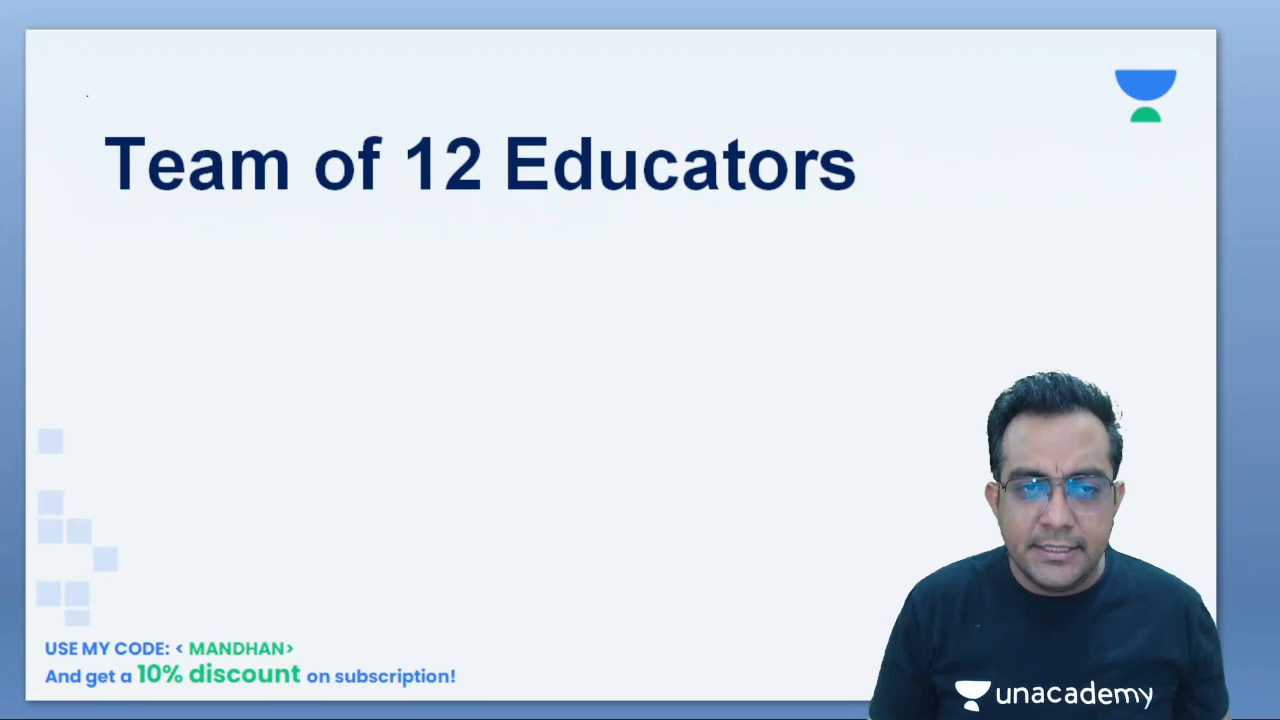 Team of 12 Educators
USE MY CODE: < MANDHAN>
And get a 10% discount on subscription!
unacademy